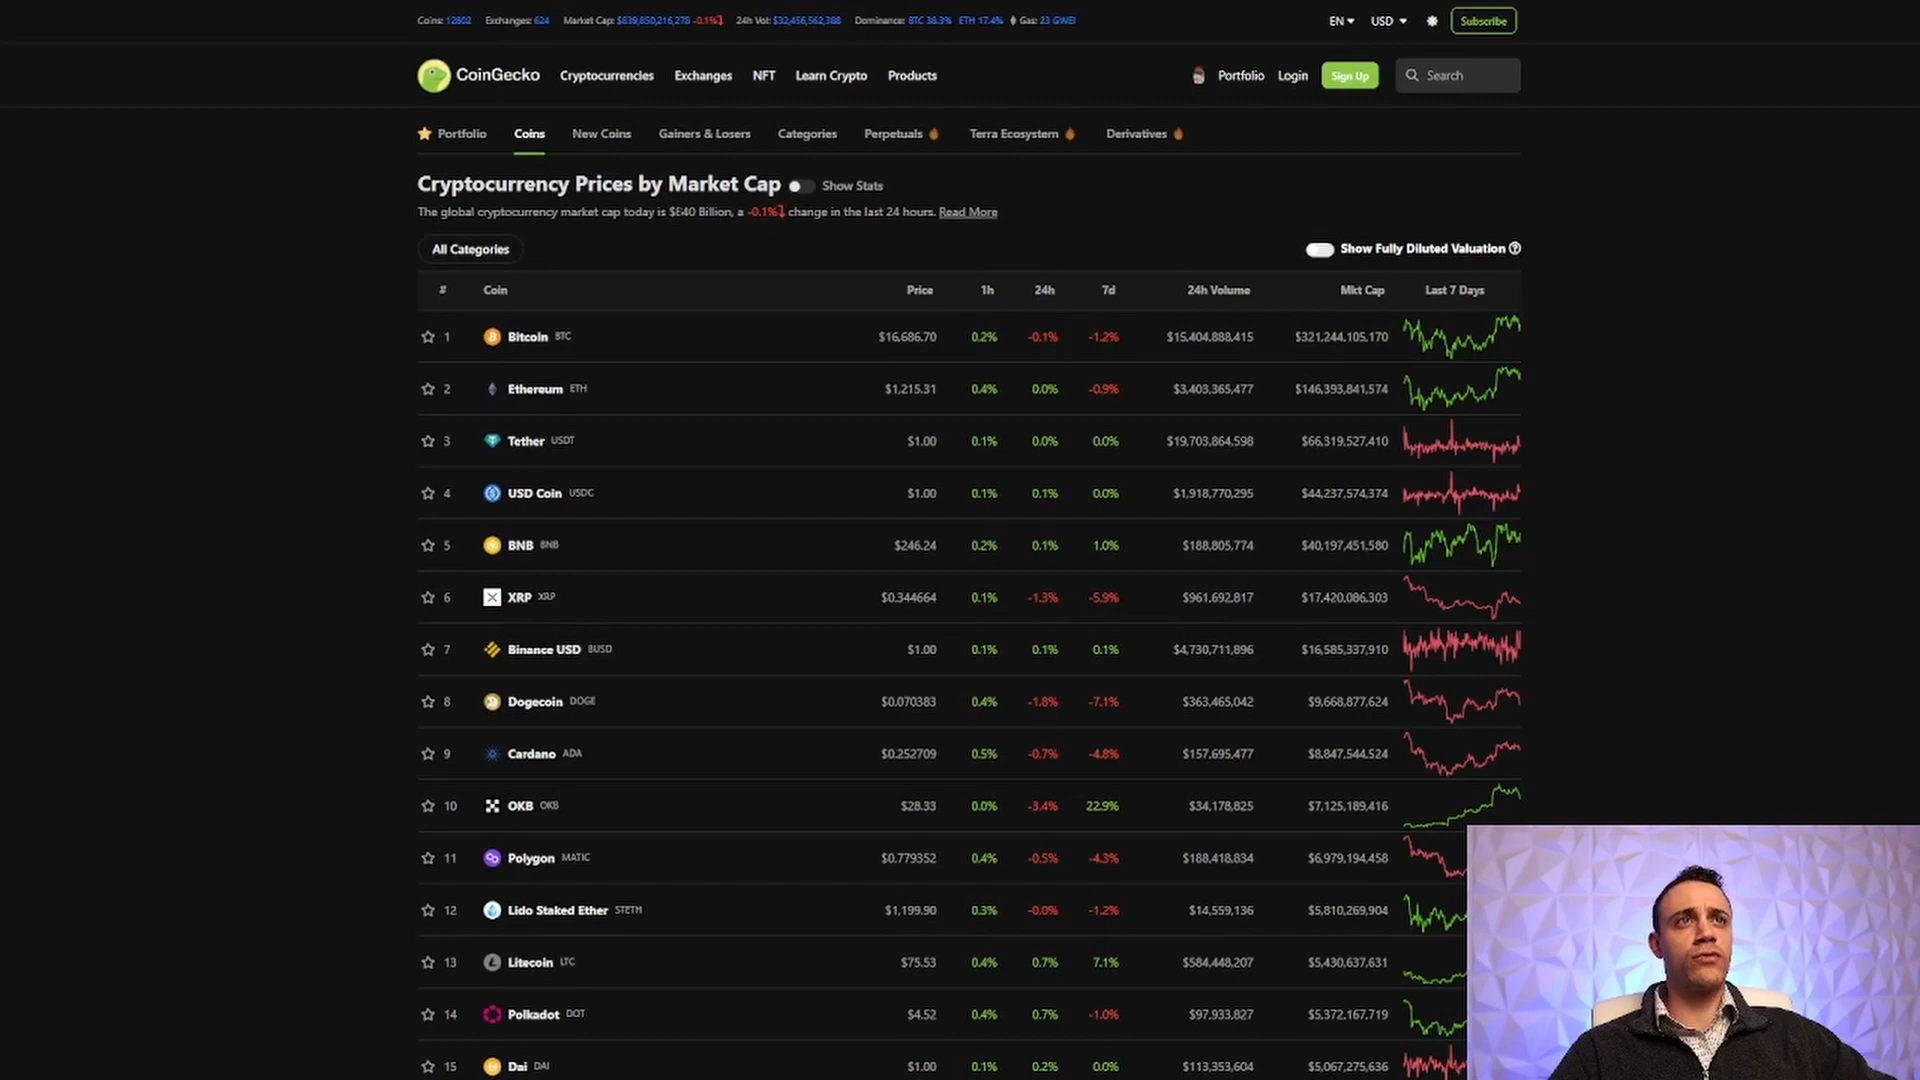 Coins: 12802 Exchanges: 624 Market Cap: $839,850,216,278 -0.1% 24h Vol: $32,456,562,388 Dominance: BTC 38.3% ETH 17.4% Gas: 23 GWEI EN USD Subscribe
CoinGecko Cryptocurrencies Exchanges NFT Learn Crypto Products Portfolio Login Sign Up Search
Portfolio Coins New Coins Gainers & Losers Categories Perpetuals Terra Ecosystem Derivatives
Cryptocurrency Prices by Market Cap Show Stats
The global cryptocurrency market cap today is $840 Billion, a -0.1% change in the last 24 hours. Read More
All Categories Show Fully Diluted Valuation
# Coin Price 1h 24h 7d 24h Volume Mkt Cap Last 7 Days
1 Bitcoin BTC $16,686.70 0.2% -0.1% -1.2% $15,404,888,415 $321,244,105,170
2 Ethereum ETH $1,215.31 0.4% 0.0% -0.9% $3,403,365,477 $146,393,841,574
3 Tether USDT $1.00 0.1% 0.0% 0.0% $19,703,864,598 $66,319,527,410
4 USD Coin USDC $1.00 0.1% 0.1% 0.0% $1,918,770,295 $44,237,574,374
5 BNB BNB $246.24 0.2% 0.1% 1.0% $188,805,774 $40,197,451,580
6 XRP XRP $0.344664 0.1% -1.3% -5.9% $961,692,817 $17,420,086,303
7 Binance USD BUSD $1.00 0.1% 0.1% 0.1% $4,730,711,896 $16,585,337,910
8 Dogecoin DOGE $0.070383 0.4% -1.8% -7.1% $363,465,042 $9,668,877,624
9 Cardano ADA $0.252709 0.5% -0.7% -4.8% $157,695,477 $8,847,544,524
10 OKB OKB $28.33 0.0% -3.4% 22.9% $34,178,825 $7,125,189,416
11 Polygon MATIC $0.779352 0.4% -0.5% -4.3% $188,418,834 $6,979,194,458
12 Lido Staked Ether STETH $1,199.90 0.3% -0.0% -1.2% $14,559,136 $5,810,269,904
13 Litecoin LTC $75.53 0.4% 0.7% 7.1% $584,448,207 $5,430,637,631
14 Polkadot DOT $4.52 0.4% 0.7% -1.0% $97,933,827 $5,372,167,719
15 Dai DAI $1.00 0.1% 0.2% 0.0% $113,353,604 $5,067,275,636